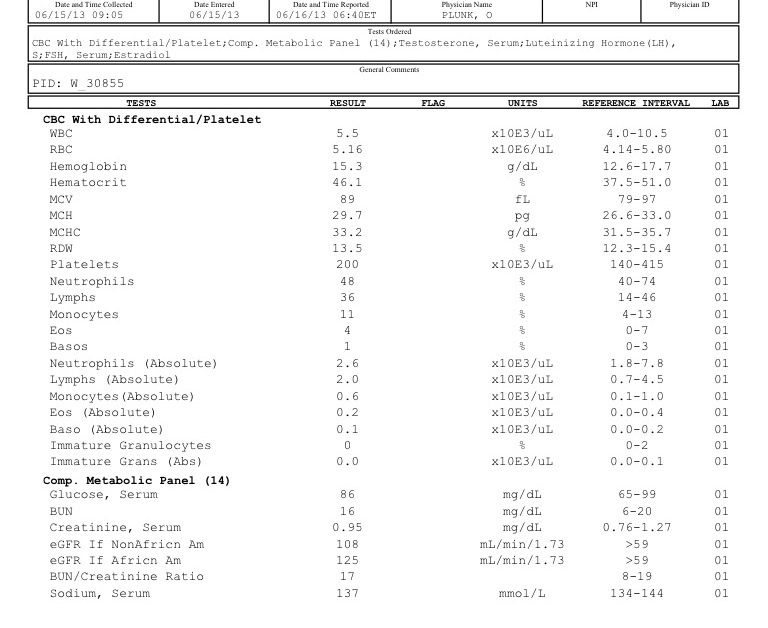 Date and Time Collected Date Entered Date and Time Reported Physician Name NPI Physician ID
06/15/13 09:05 06/15/13 06/16/13 06:40ET PLUNK, O
Tests Ordered
CBC With Differential/Platelet;Comp. Metabolic Panel (14);Testosterone, Serum;Luteinizing Hormone(LH),
S;FSH, Serum;Estradiol
General Comments
PID: W_30855
TESTS RESULT FLAG UNITS REFERENCE INTERVAL LAB
CBC With Differential/Platelet
WBC 5.5 x10E3/uL 4.0-10.5 01
RBC 5.16 x10E6/uL 4.14-5.80 01
Hemoglobin 15.3 g/dL 12.6-17.7 01
Hematocrit 46.1 % 37.5-51.0 01
MCV 89 fL 79-97 01
MCH 29.7 pg 26.6-33.0 01
MCHC 33.2 g/dL 31.5-35.7 01
RDW 13.5 % 12.3-15.4 01
Platelets 200 x10E3/uL 140-415 01
Neutrophils 48 % 40-74 01
Lymphs 36 % 14-46 01
Monocytes 11 % 4-13 01
Eos 4 % 0-7 01
Basos 1 % 0-3 01
Neutrophils (Absolute) 2.6 x10E3/uL 1.8-7.8 01
Lymphs (Absolute) 2.0 x10E3/uL 0.7-4.5 01
Monocytes(Absolute) 0.6 x10E3/uL 0.1-1.0 01
Eos (Absolute) 0.2 x10E3/uL 0.0-0.4 01
Baso (Absolute) 0.1 x10E3/uL 0.0-0.2 01
Immature Granulocytes 0 % 0-2 01
Immature Grans (Abs) 0.0 x10E3/uL 0.0-0.1 01
Comp. Metabolic Panel (14)
Glucose, Serum 86 mg/dL 65-99 01
BUN 16 mg/dL 6-20 01
Creatinine, Serum 0.95 mg/dL 0.76-1.27 01
eGFR If NonAfricn Am 108 mL/min/1.73 >59 01
eGFR If Africn Am 125 mL/min/1.73 >59 01
BUN/Creatinine Ratio 17 8-19 01
Sodium, Serum 137 mmol/L 134-144 01